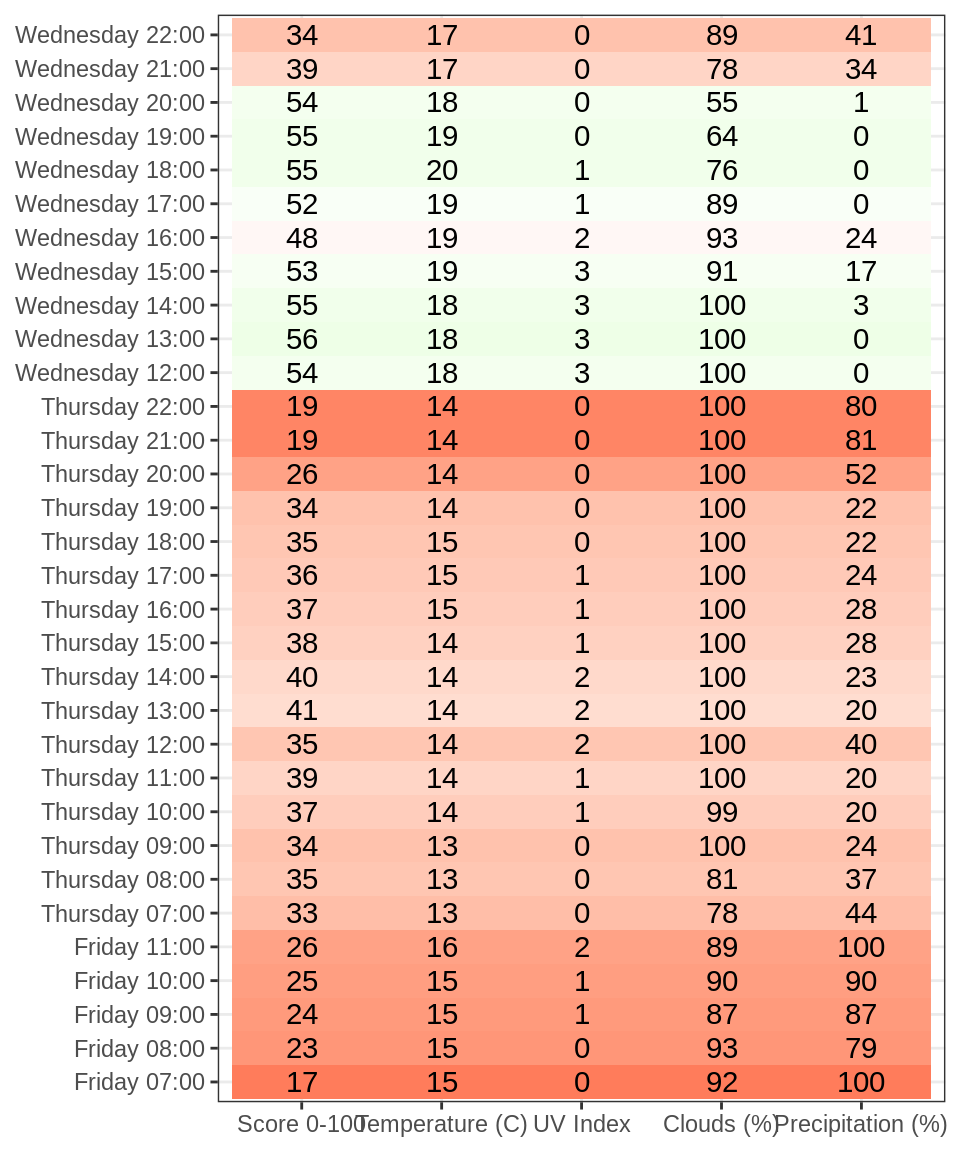 Wednesday 22:00 34 17 0 89 41
Wednesday 21:00 39 17 0 78 34
Wednesday 20:00 54 18 0 55 1
Wednesday 19:00 55 19 0 64 0
Wednesday 18:00 55 20 1 76 0
Wednesday 17:00 52 19 1 89 0
Wednesday 16:00 48 19 2 93 24
Wednesday 15:00 53 19 3 91 17
Wednesday 14:00 55 18 3 100 3
Wednesday 13:00 56 18 3 100 0
Wednesday 12:00 54 18 3 100 0
Thursday 22:00 19 14 0 100 80
Thursday 21:00 19 14 0 100 81
Thursday 20:00 26 14 0 100 52
Thursday 19:00 34 14 0 100 22
Thursday 18:00 35 15 0 100 22
Thursday 17:00 36 15 1 100 24
Thursday 16:00 37 15 1 100 28
Thursday 15:00 38 14 1 100 28
Thursday 14:00 40 14 2 100 23
Thursday 13:00 41 14 2 100 20
Thursday 12:00 35 14 2 100 40
Thursday 11:00 39 14 1 100 20
Thursday 10:00 37 14 1 99 20
Thursday 09:00 34 13 0 100 24
Thursday 08:00 35 13 0 81 37
Thursday 07:00 33 13 0 78 44
Friday 11:00 26 16 2 89 100
Friday 10:00 25 15 1 90 90
Friday 09:00 24 15 1 87 87
Friday 08:00 23 15 0 93 79
Friday 07:00 17 15 0 92 100
Score 0-100 Temperature (C) UV Index Clouds (%) Precipitation (%)